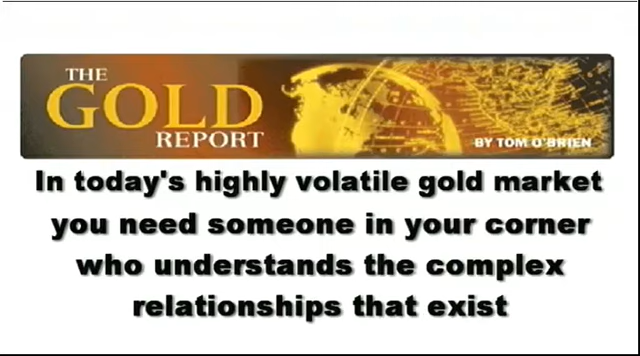 THE
GOLD
REPORT
BY TOM O'BRIEN
In today's highly volatile gold market
you need someone in your corner
who understands the complex
relationships that exist